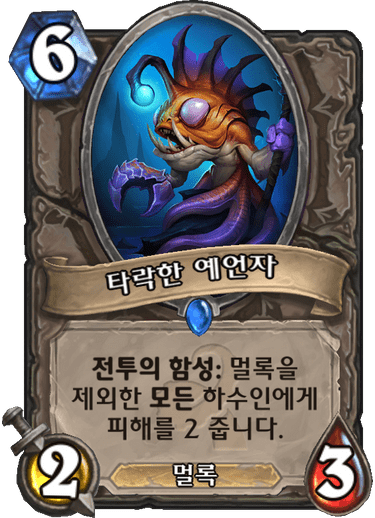 6
타락한 예언자
전투의 함성: 멀록을
제외한 모든 하수인에게
피해를 2 줍니다.
2
멀록
3